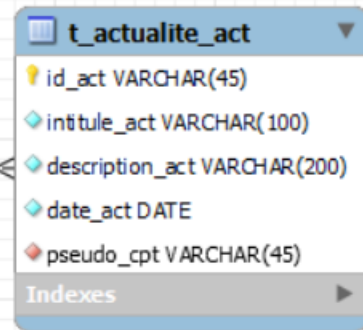 t_actualite_act
id_act VARCHAR(45)
intitule_act VARCHAR(100)
description_act VARCHAR(200)
date_act DATE
pseudo_cpt VARCHAR(45)
Indexes